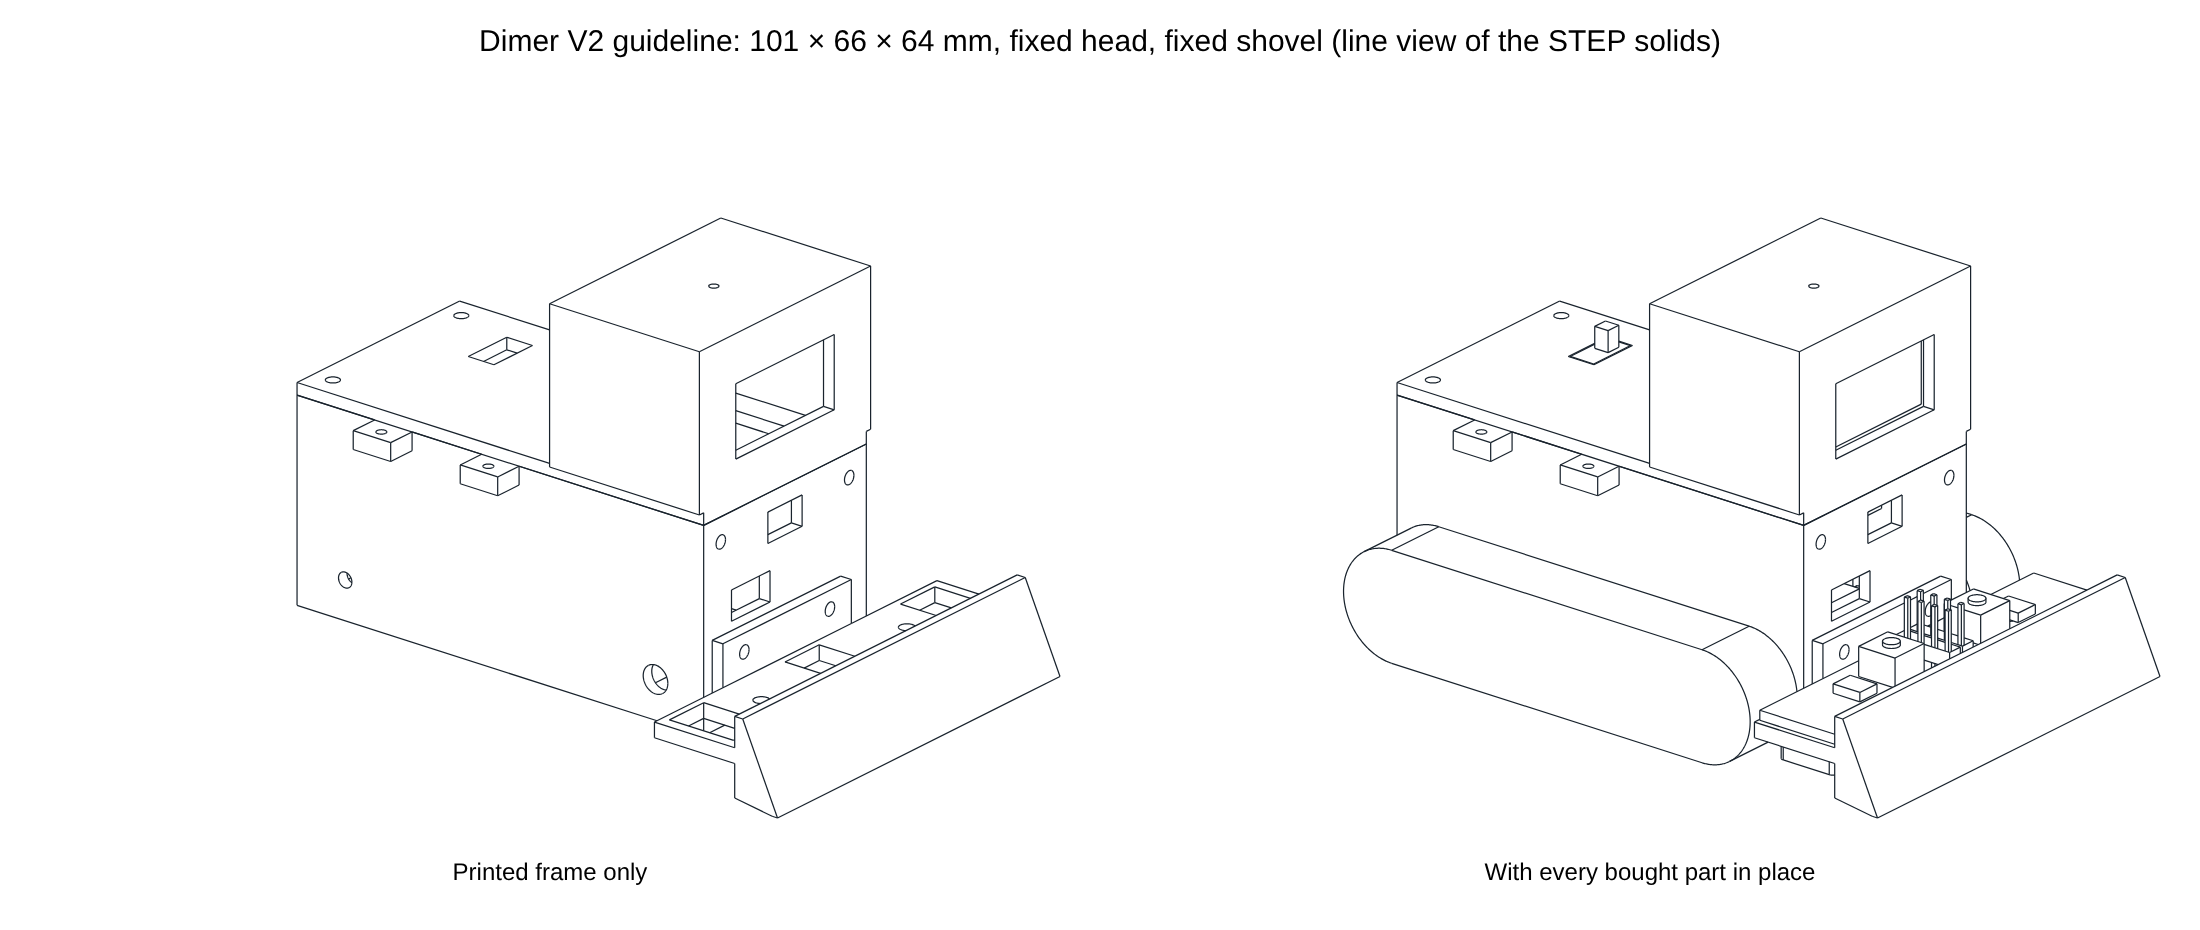 Dimer V2 guideline: 101 × 66 × 64 mm, fixed head, fixed shovel (line view of the STEP solids)
Printed frame only
With every bought part in place